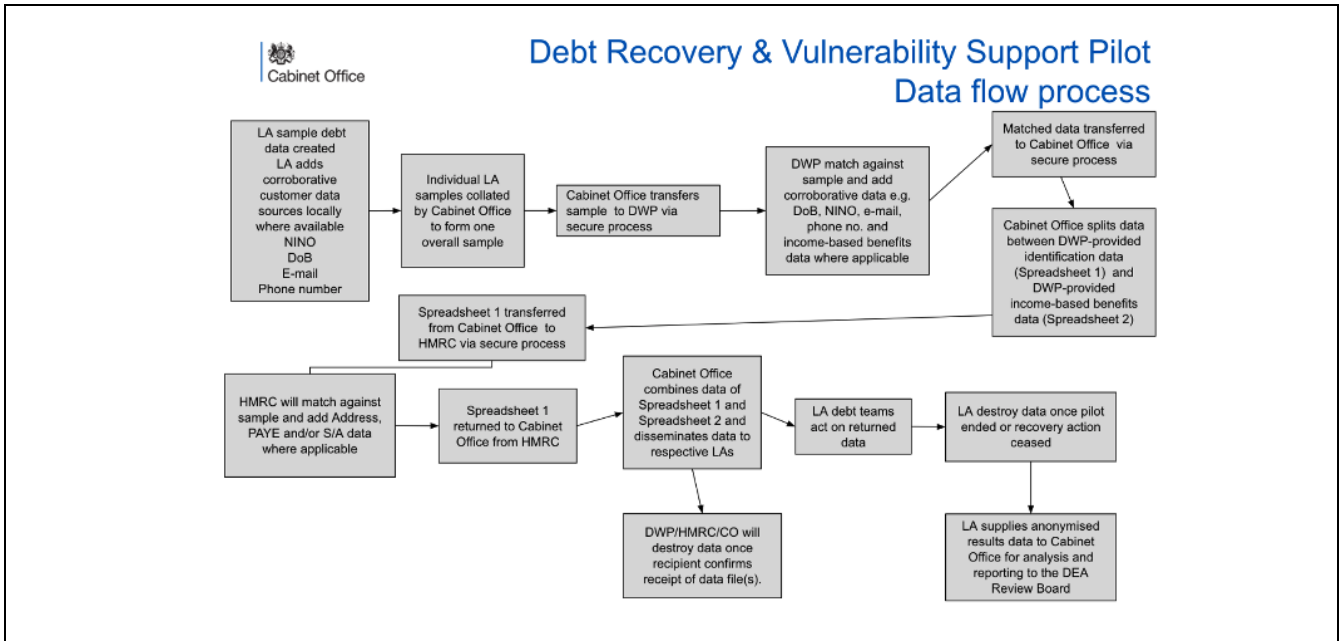 Cabinet Office
Debt Recovery & Vulnerability Support Pilot
Data flow process
LA sample debt
data created
LA adds
corroborative
customer data
sources locally
where available
NINO
DoB
E-mail
Phone number
Individual LA
samples collated
by Cabinet Office
to form one
overall sample
Cabinet Office transfers
sample to DWP via
secure process
DWP match against
sample and add
corroborative data e.g.
DoB, NINO, e-mail,
phone no. and
income-based benefits
data where applicable
Matched data transferred
to Cabinet Office via
secure process
Cabinet Office splits data
between DWP-provided
identification data
(Spreadsheet 1) and
DWP-provided
income-based benefits
data (Spreadsheet 2)
Spreadsheet 1 transferred
from Cabinet Office to
HMRC via secure process
HMRC will match against
sample and add Address,
PAYE and/or S/A data
where applicable
Spreadsheet 1
returned to Cabinet
Office from HMRC
Cabinet Office
combines data of
Spreadsheet 1 and
Spreadsheet 2 and
disseminates data to
respective LAs
LA debt teams
act on returned
data
LA destroy data once pilot
ended or recovery action
ceased
DWP/HMRC/CO will
destroy data once
recipient confirms
receipt of data file(s).
LA supplies anonymised
results data to Cabinet
Office for analysis and
reporting to the DEA
Review Board